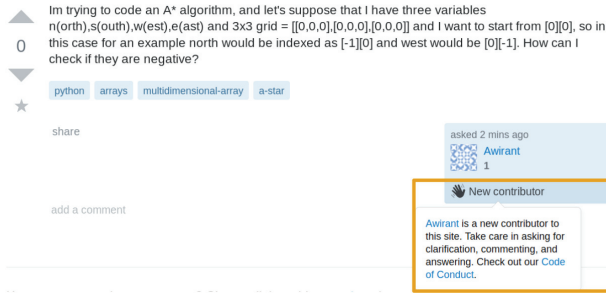 Im trying to code an A* algorithm, and let's suppose that I have three variables
n(orth),s(outh),w(est),e(ast) and 3x3 grid = [[0,0,0],[0,0,0],[0,0,0]] and I want to start from [0][0], so in
this case for an example north would be indexed as [-1][0] and west would be [0][-1]. How can I
check if they are negative?
0
python arrays multidimensional-array a-star
share
asked 2 mins ago
Awirant
1
New contributor
add a comment
Awirant is a new contributor to
this site. Take care in asking for
clarification, commenting, and
answering. Check out our Code
of Conduct.